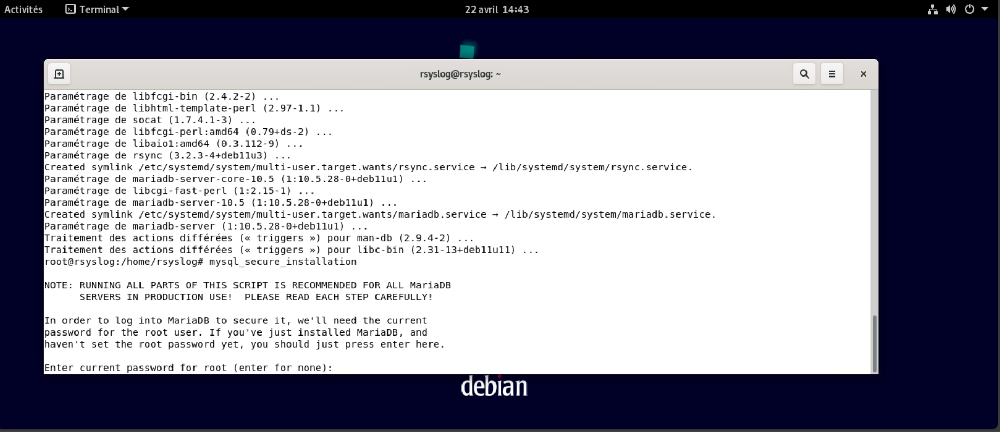 Activités
Terminal
22 avril 14:43
rsyslog@rsyslog: ~
Paramétrage de libfcgi-bin (2.4.2-2) ...
Paramétrage de libhtml-template-perl (2.97-1.1) ...
Paramétrage de socat (1.7.4.1-3) ...
Paramétrage de libfcgi-perl:amd64 (0.79+ds-2) ...
Paramétrage de libaio1:amd64 (0.3.112-9) ...
Paramétrage de rsync (3.2.3-4+deb11u3) ...
Created symlink /etc/systemd/system/multi-user.target.wants/rsync.service → /lib/systemd/system/rsync.service.
Paramétrage de mariadb-server-core-10.5 (1:10.5.28-0+deb11u1) ...
Paramétrage de libcgi-fast-perl (1:2.15-1) ...
Paramétrage de mariadb-server-10.5 (1:10.5.28-0+deb11u1) ...
Created symlink /etc/systemd/system/multi-user.target.wants/mariadb.service → /lib/systemd/system/mariadb.service.
Paramétrage de mariadb-server (1:10.5.28-0+deb11u1) ...
Traitement des actions différées (« triggers ») pour man-db (2.9.4-2) ...
Traitement des actions différées (« triggers ») pour libc-bin (2.31-13+deb11u11) ...
root@rsyslog:/home/rsyslog# mysql_secure_installation
NOTE: RUNNING ALL PARTS OF THIS SCRIPT IS RECOMMENDED FOR ALL MariaDB
SERVERS IN PRODUCTION USE!  PLEASE READ EACH STEP CAREFULLY!
In order to log into MariaDB to secure it, we'll need the current
password for the root user. If you've just installed MariaDB, and
haven't set the root password yet, you should just press enter here.
Enter current password for root (enter for none):
debian